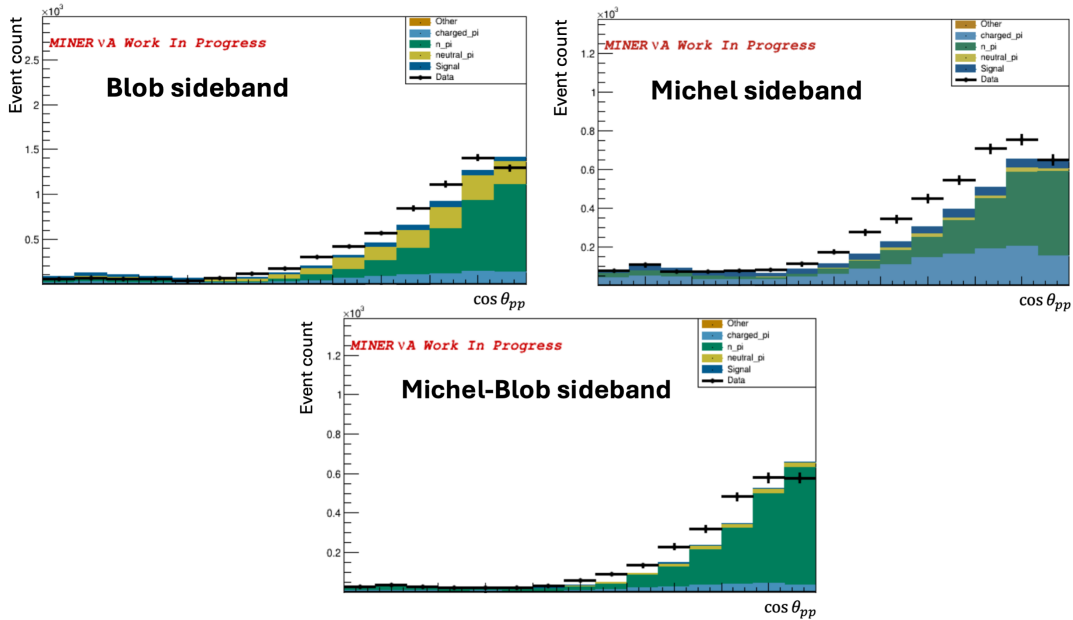 ×10³
Event count
2.5
2
1.5
1
0.5
MINERνA Work In Progress
Blob sideband
Other
charged_pi
n_pi
neutral_pi
Signal
Data
cos θpp
×10³
Event count
1.2
1
0.8
0.6
0.4
0.2
MINERνA Work In Progress
Michel sideband
Other
charged_pi
n_pi
neutral_pi
Signal
Data
cos θpp
×10³
Event count
1.2
1
0.8
0.6
0.4
0.2
MINERνA Work In Progress
Michel-Blob sideband
Other
charged_pi
n_pi
neutral_pi
Signal
Data
cos θpp